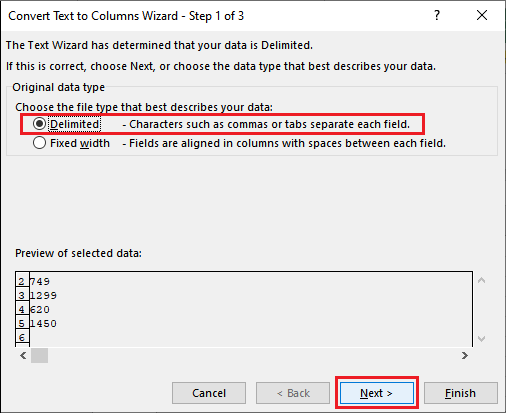 Convert Text to Columns Wizard - Step 1 of 3
The Text Wizard has determined that your data is Delimited.
If this is correct, choose Next, or choose the data type that best describes your data.
Original data type
Choose the file type that best describes your data:
Delimited - Characters such as commas or tabs separate each field.
Fixed width - Fields are aligned in columns with spaces between each field.
Preview of selected data:
2 749
3 1299
4 620
5 1450
6
Cancel < Back Next > Finish